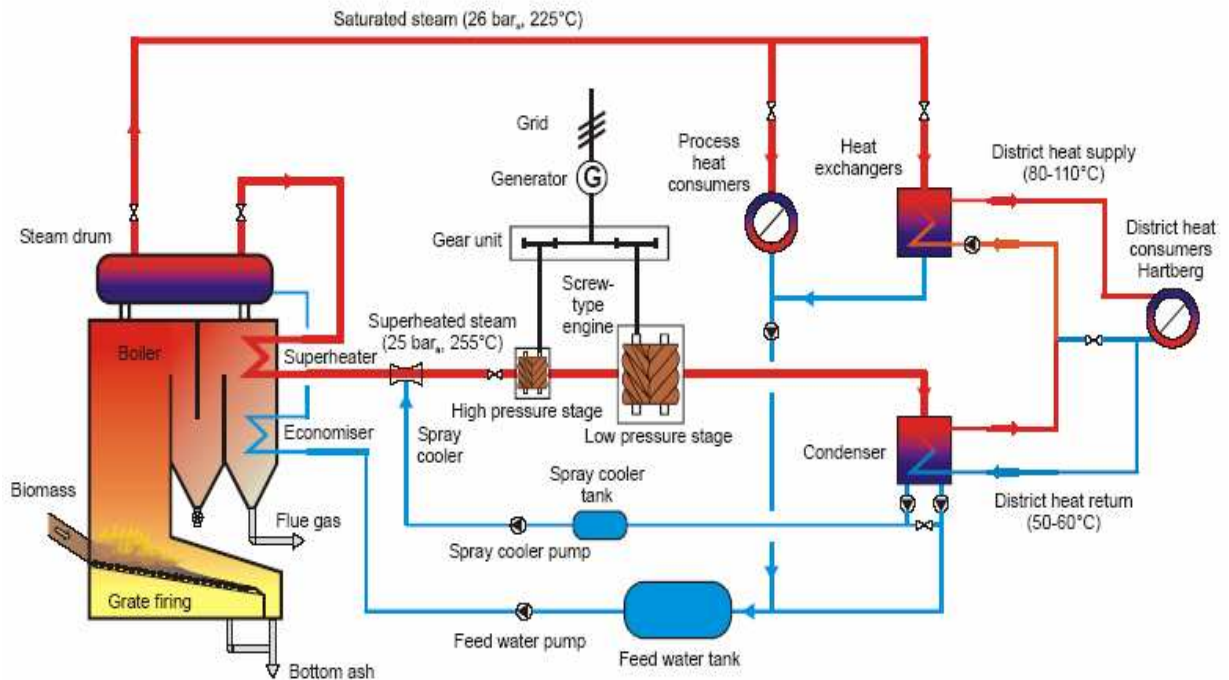 Saturated steam (26 barₐ, 225°C)
Grid
Generator
G
Process
heat
consumers
Heat
exchangers
District heat supply
(80-110°C)
Steam drum
Gear unit
District heat
consumers
Hartberg
Screw-
type
engine
Superheated steam
(25 barₐ, 255°C)
Boiler
Superheater
High pressure stage
Low pressure stage
Economiser
Spray
cooler
Condenser
Spray cooler
tank
Biomass
Flue gas
District heat return
(50-60°C)
Spray cooler pump
Grate firing
Feed water pump
Feed water tank
Bottom ash